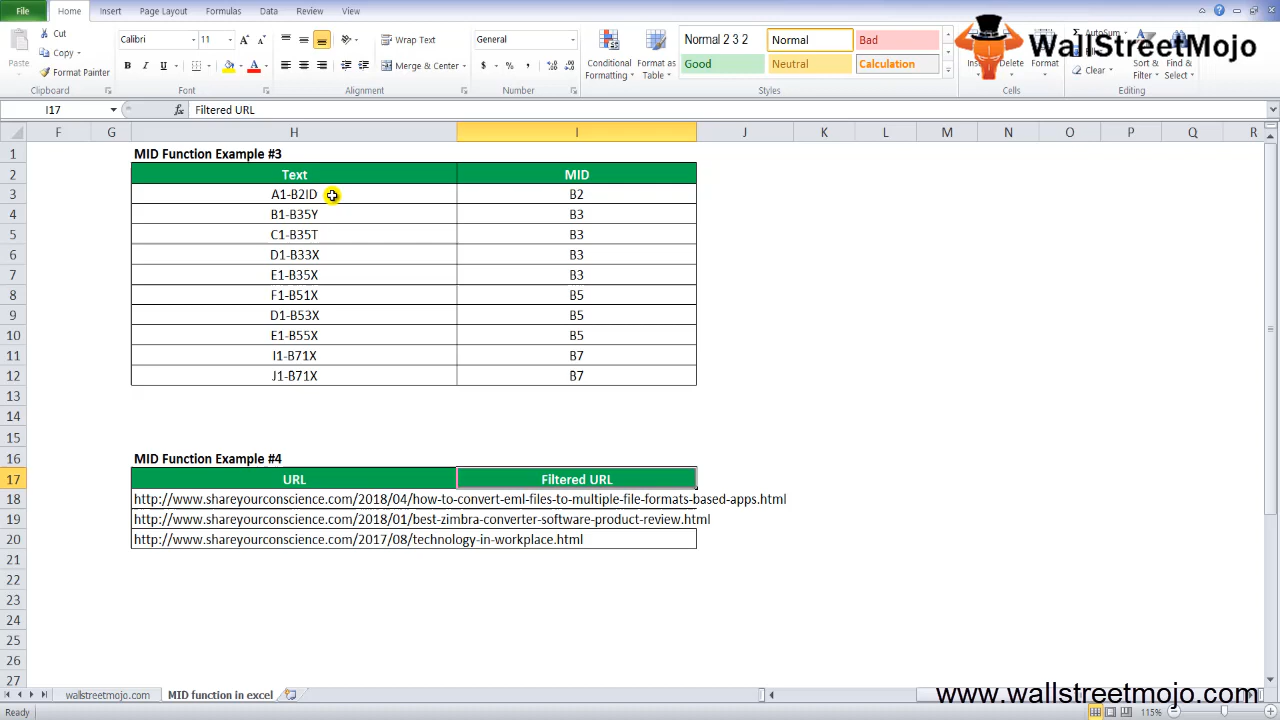 File Home Insert Page Layout Formulas Data Review View
Cut
Copy
Format Painter
Paste
Clipboard
Calibri 11
B I U
Font
Wrap Text
Merge & Center
Alignment
General
$ % ,
Number
Conditional Formatting
Format as Table
Normal 2 3 2 Normal Bad
Good Neutral Calculation
Styles
Insert Delete Format
Cells
AutoSum
Clear
Sort & Filter
Find & Select
Editing
WallStreetMojo
I17 fx Filtered URL
F G H I J K L M N O P Q R
1 MID Function Example #3
2 Text MID
3 A1-B2ID B2
4 B1-B35Y B3
5 C1-B35T B3
6 D1-B33X B3
7 E1-B35X B3
8 F1-B51X B5
9 D1-B53X B5
10 E1-B55X B5
11 I1-B71X B7
12 J1-B71X B7
13
14
15
16 MID Function Example #4
17 URL Filtered URL
18 http://www.shareyourconscience.com/2018/04/how-to-convert-eml-files-to-multiple-file-formats-based-apps.html
19 http://www.shareyourconscience.com/2018/01/best-zimbra-converter-software-product-review.html
20 http://www.shareyourconscience.com/2017/08/technology-in-workplace.html
21
22
23
24
25
26
27
wallstreetmojo.com MID function in excel
www.wallstreetmojo.com
Ready 115%